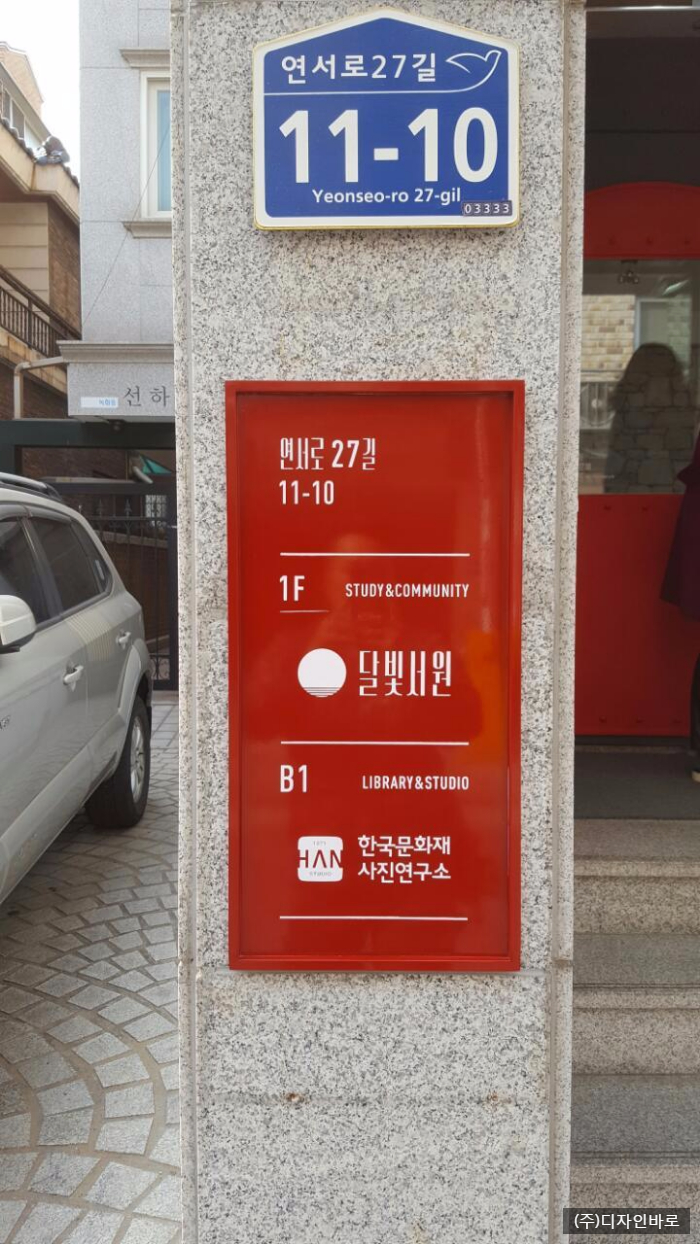 연서로27길
11-10
Yeonseo-ro 27-gil
03333
선하
연서로 27길
11-10
1F STUDY&COMMUNITY
달빛서원
B1 LIBRARY&STUDIO
HAN
STUDIO
한국문화재
사진연구소
(주)디자인바로